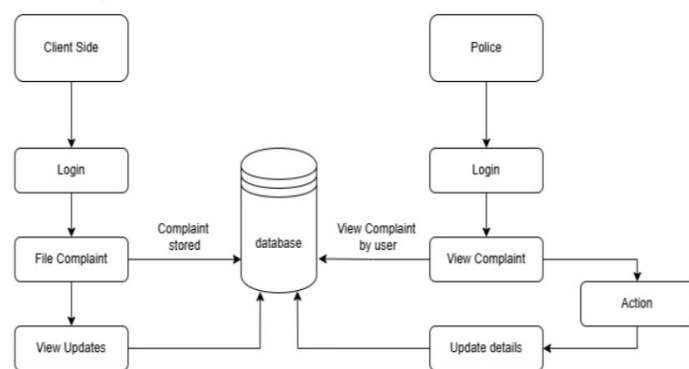 Client Side
Police
Login
Login
Complaint
stored
database
View Complaint
by user
File Complaint
View Complaint
Action
View Updates
Update details